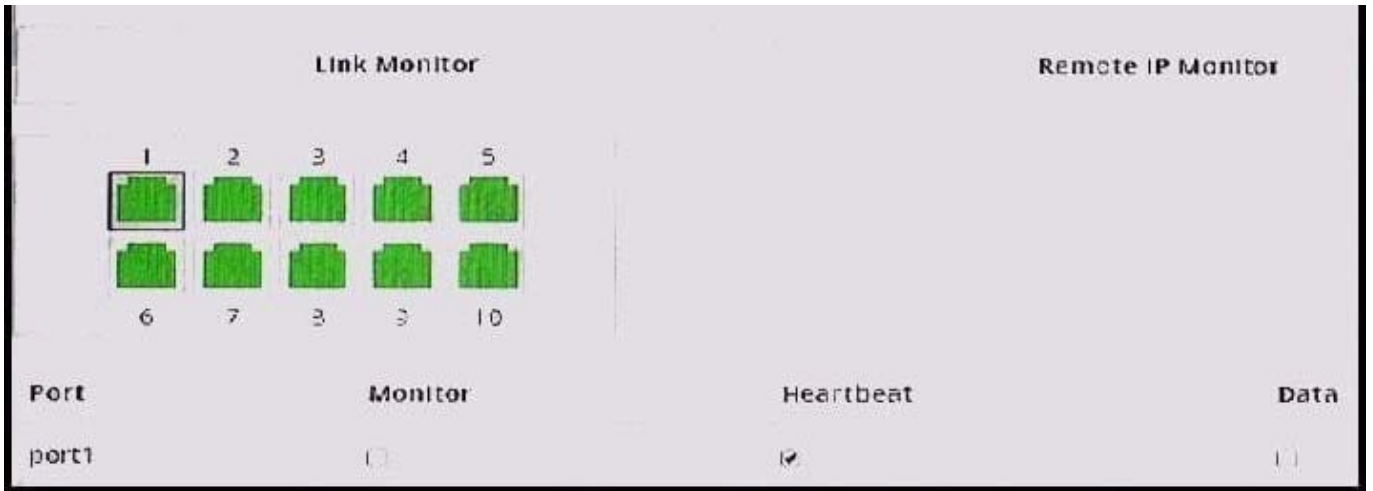 Link Monitor Remote IP Monitor
1 2 3 4 5
6 7 8 9 10
Port Monitor Heartbeat Data
port1